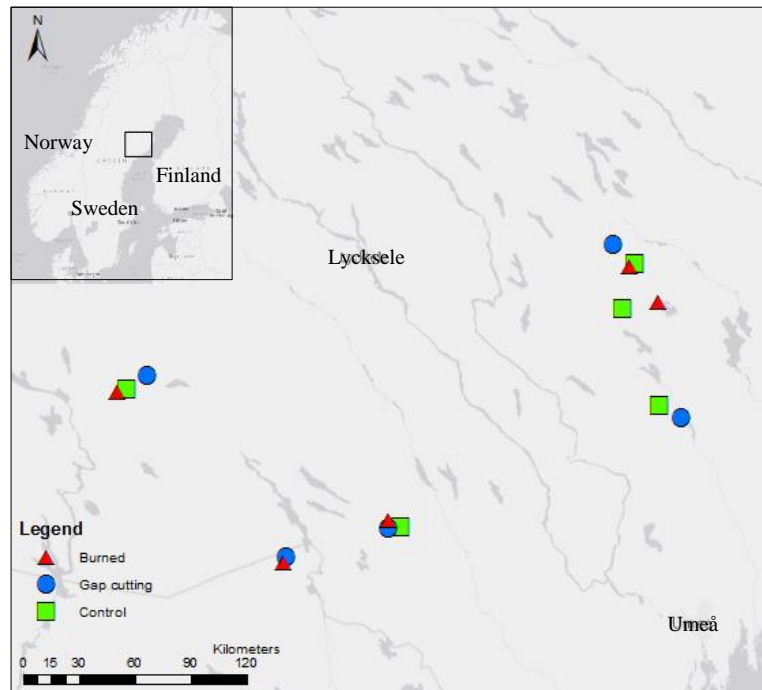 N
Norway
Finland
Sweden
Lycksele
Legend
Burned
Gap cutting
Control
Umeå
Kilometers
0 15 30 60 90 120